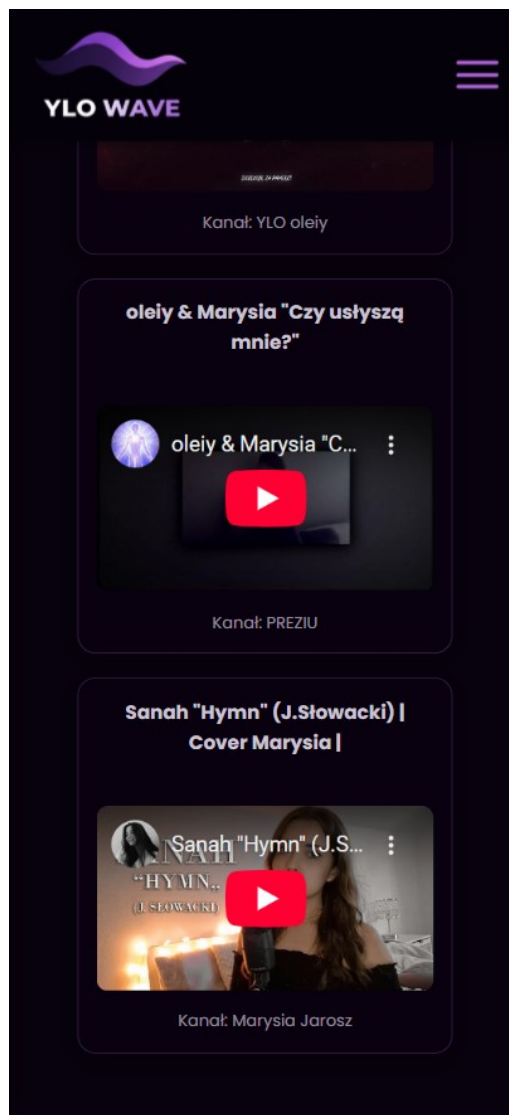 YLO WAVE
Kanał: YLO oleiy
oleiy & Marysia "Czy usłyszą
mnie?"
oleiy & Marysia "C...
Kanał: PREZIU
Sanah "Hymn" (J.Słowacki) |
Cover Marysia |
Sanah "Hymn" (J.S...
"HYMN..
(J. SŁOWACKI)
Kanał: Marysia Jarosz